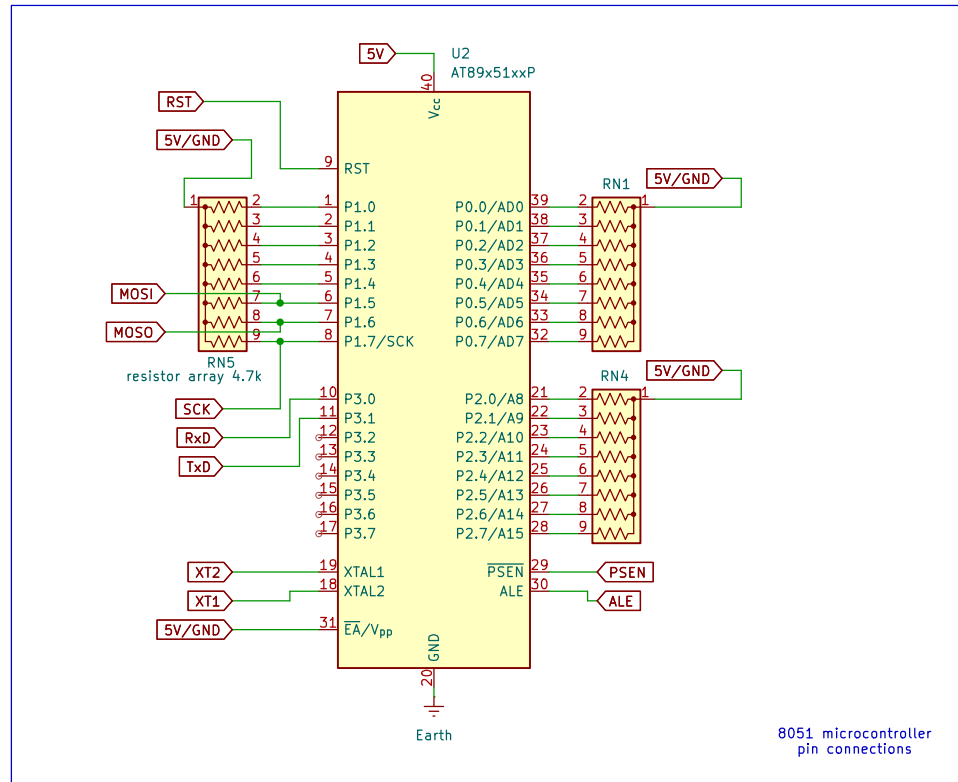 5V
U2
AT89x51xxP
40
Vcc
RST
5V/GND
9 RST
1
2 1 P1.0
3 2 P1.1
4 3 P1.2
5 4 P1.3
6 5 P1.4
7 6 P1.5
8 7 P1.6
9 8 P1.7/SCK
MOSI
MOSO
RN5
resistor array 4.7k
SCK
RxD
TxD
10 P3.0
11 P3.1
12 P3.2
13 P3.3
14 P3.4
15 P3.5
16 P3.6
17 P3.7
XT2
19 XTAL1
XT1
18 XTAL2
5V/GND
31 EA/Vpp
RN1
5V/GND
P0.0/AD0 39 2 1
P0.1/AD1 38 3
P0.2/AD2 37 4
P0.3/AD3 36 5
P0.4/AD4 35 6
P0.5/AD5 34 7
P0.6/AD6 33 8
P0.7/AD7 32 9
RN4
5V/GND
P2.0/A8 21 2 1
P2.1/A9 22 3
P2.2/A10 23 4
P2.3/A11 24 5
P2.4/A12 25 6
P2.5/A13 26 7
P2.6/A14 27 8
P2.7/A15 28 9
PSEN 29 PSEN
ALE 30 ALE
GND
20
Earth
8051 microcontroller
pin connections